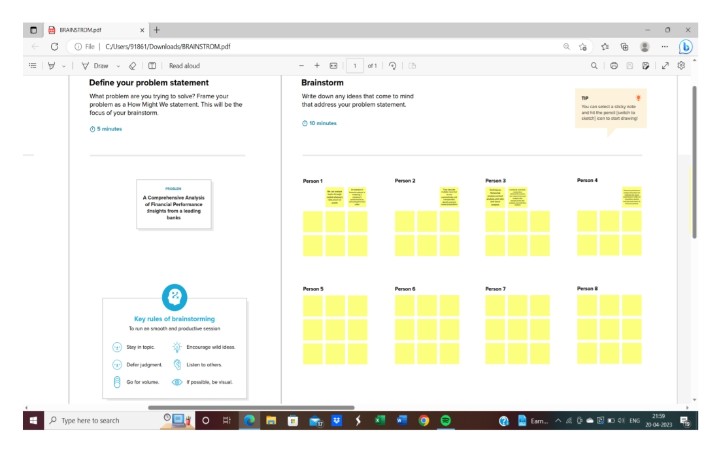 BRAINSTROM.pdf
File | C:/Users/91861/Downloads/BRAINSTROM.pdf
Draw
Read aloud
1 of 1
Define your problem statement
What problem are you trying to solve? Frame your
problem as a How Might We statement. This will be the
focus of your brainstorm.
5 minutes
Brainstorm
Write down any ideas that come to mind
that address your problem statement.
10 minutes
TIP
You can select a sticky note
and hit the pencil [switch to
sketch] icon to start drawing!
PROBLEM
A Comprehensive Analysis
of Financial Performance
:Insights from a leading
banks
Person 1
Person 2
Person 3
Person 4
Person 5
Person 6
Person 7
Person 8
Key rules of brainstorming
To run an smooth and productive session
Stay in topic.
Encourage wild ideas.
Defer judgment.
Listen to others.
Go for volume.
If possible, be visual.
Type here to search
Earn...
ENG
21:59
20-04-2023